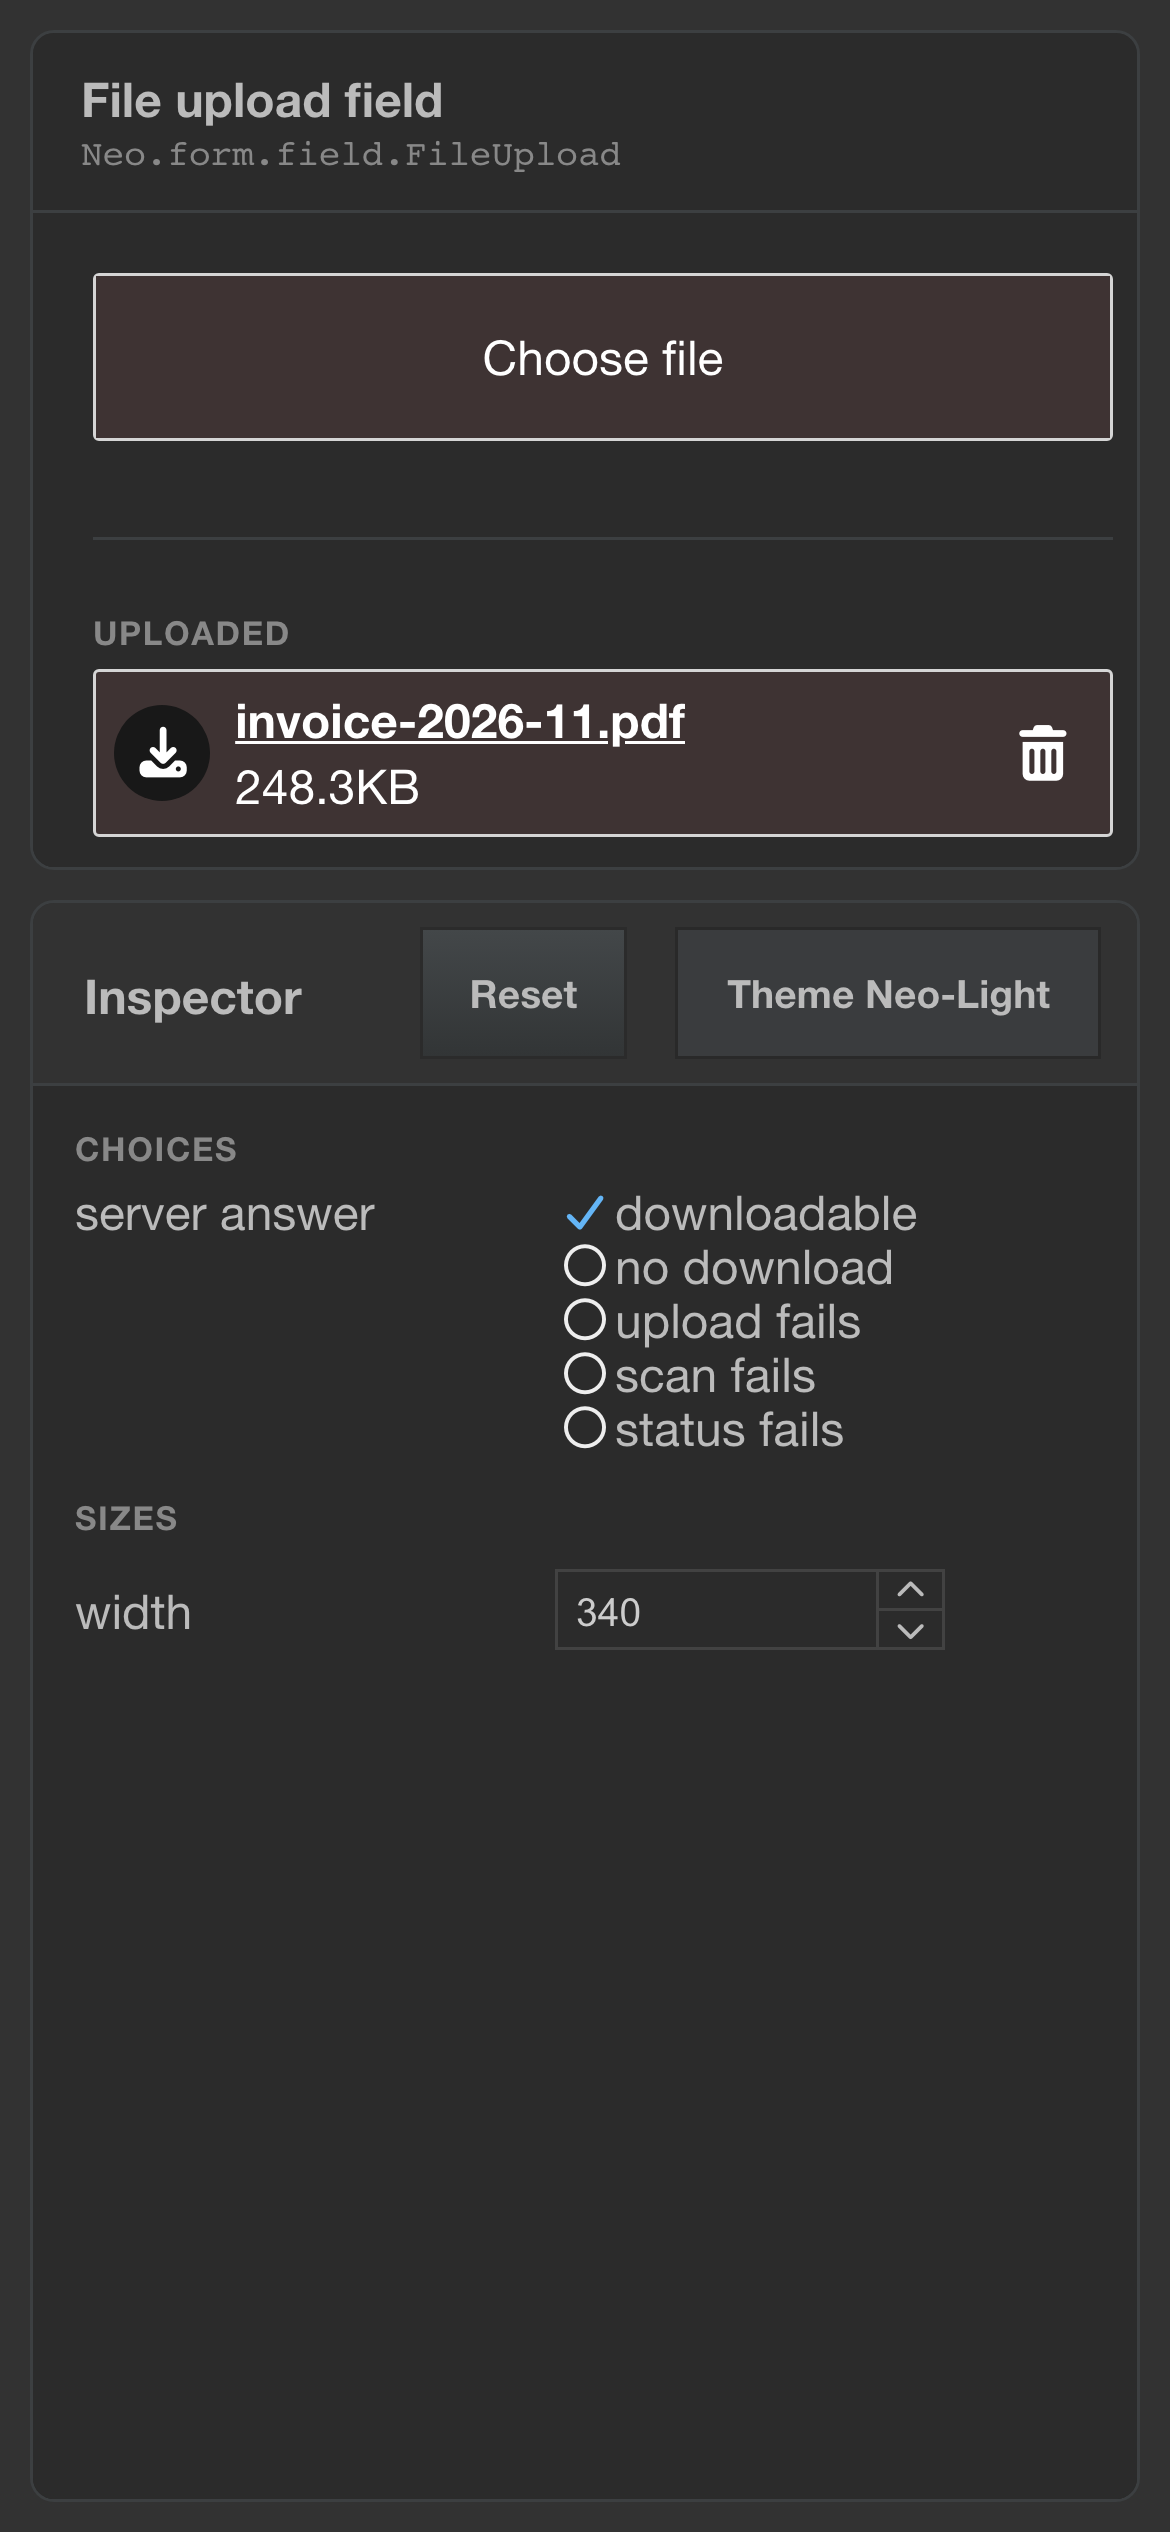 File upload field
Neo.form.field.FileUpload
Choose file
UPLOADED
invoice-2026-11.pdf
248.3KB
Inspector
Reset
Theme Neo-Light
CHOICES
server answer
downloadable
no download
upload fails
scan fails
status fails
SIZES
width
340